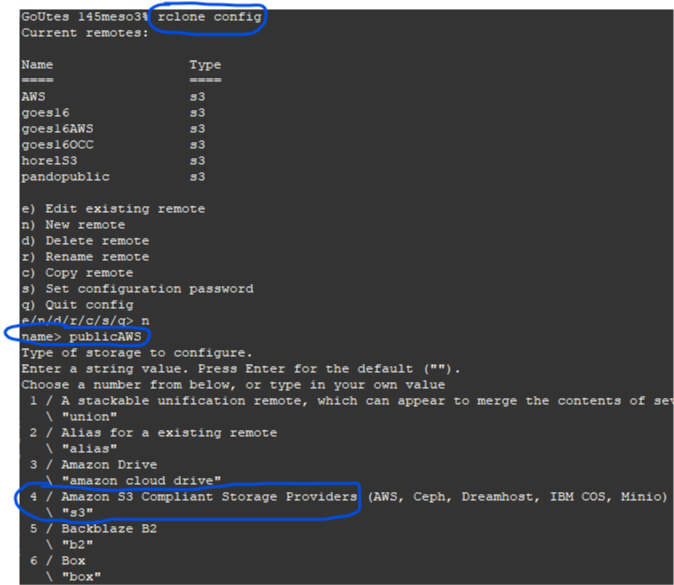 GoUtes l45meso3% rclone config
Current remotes:
Name                 Type
====                 ====
AWS                  s3
goes16               s3
goes16AWS            s3
goes16OCC            s3
horelS3              s3
pandopublic          s3
e) Edit existing remote
n) New remote
d) Delete remote
r) Rename remote
c) Copy remote
s) Set configuration password
q) Quit config
e/n/d/r/c/s/q> n
name> publicAWS
Type of storage to configure.
Enter a string value. Press Enter for the default ("").
Choose a number from below, or type in your own value
 1 / A stackable unification remote, which can appear to merge the contents of
   \ "union"
 2 / Alias for a existing remote
   \ "alias"
 3 / Amazon Drive
   \ "amazon cloud drive"
 4 / Amazon S3 Compliant Storage Providers (AWS, Ceph, Dreamhost, IBM COS, Minio)
   \ "s3"
 5 / Backblaze B2
   \ "b2"
 6 / Box
   \ "box"